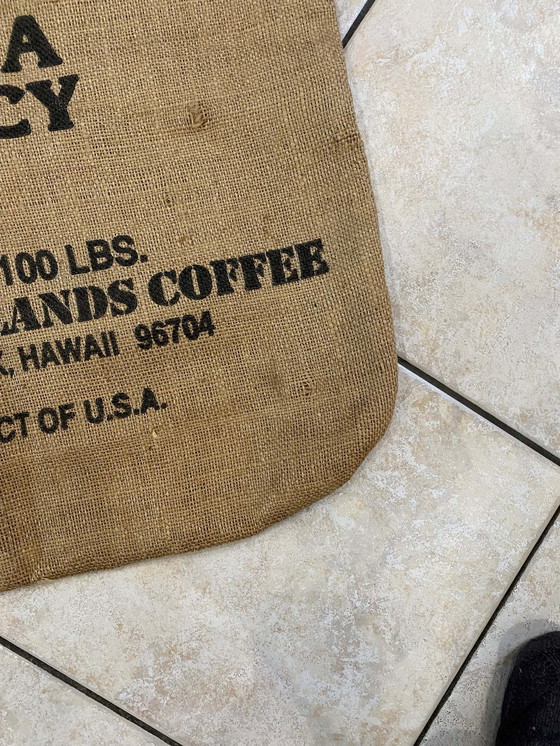 A
CY
100 LBS.
LANDS COFFEE
K, HAWAII 96704
CT OF U.S.A.